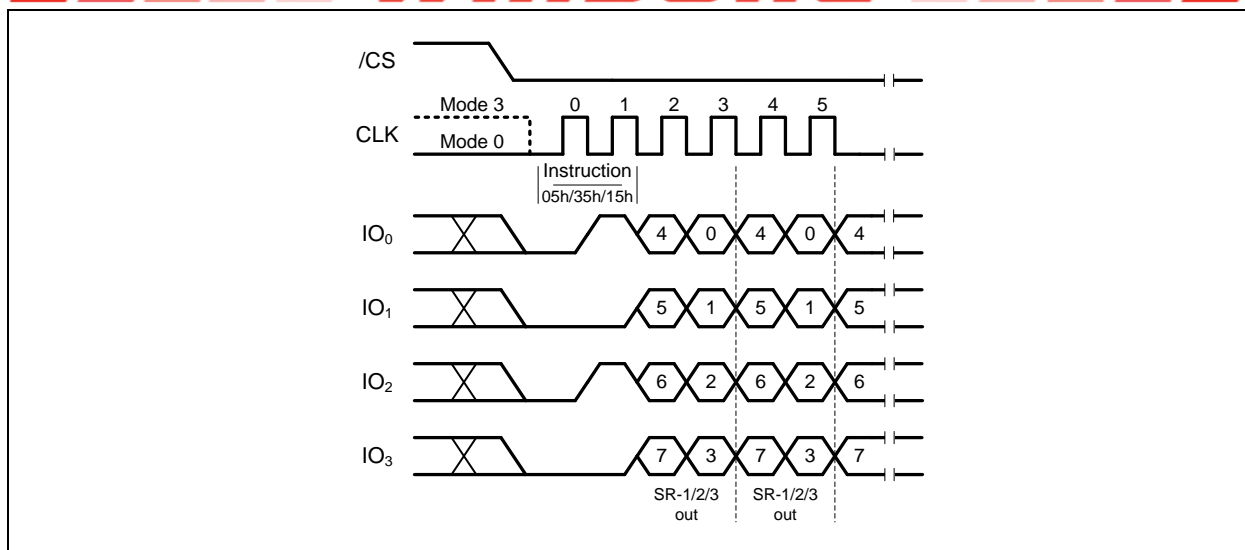 /CS
Mode 3 0 1 2 3 4 5
CLK
Mode 0
Instruction
05h/35h/15h
IO₀ 4 0 4 0 4
IO₁ 5 1 5 1 5
IO₂ 6 2 6 2 6
IO₃ 7 3 7 3 7
SR-1/2/3 SR-1/2/3
out out